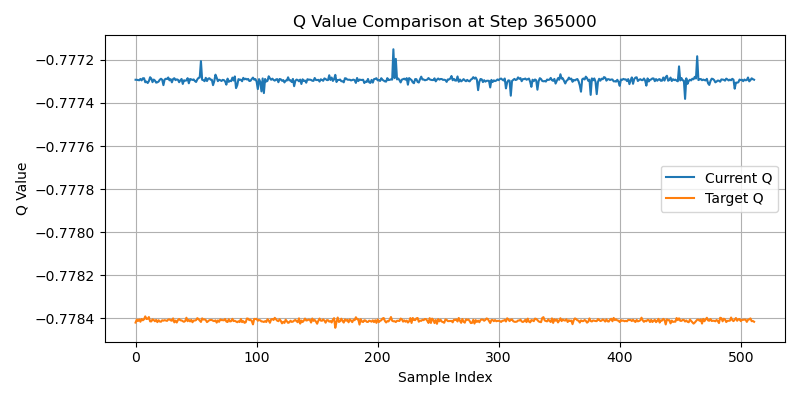 Q Value Comparison at Step 365000
−0.7772
−0.7774
−0.7776
−0.7778
−0.7780
−0.7782
−0.7784
Q Value
Current Q
Target Q
0
100
200
300
400
500
Sample Index